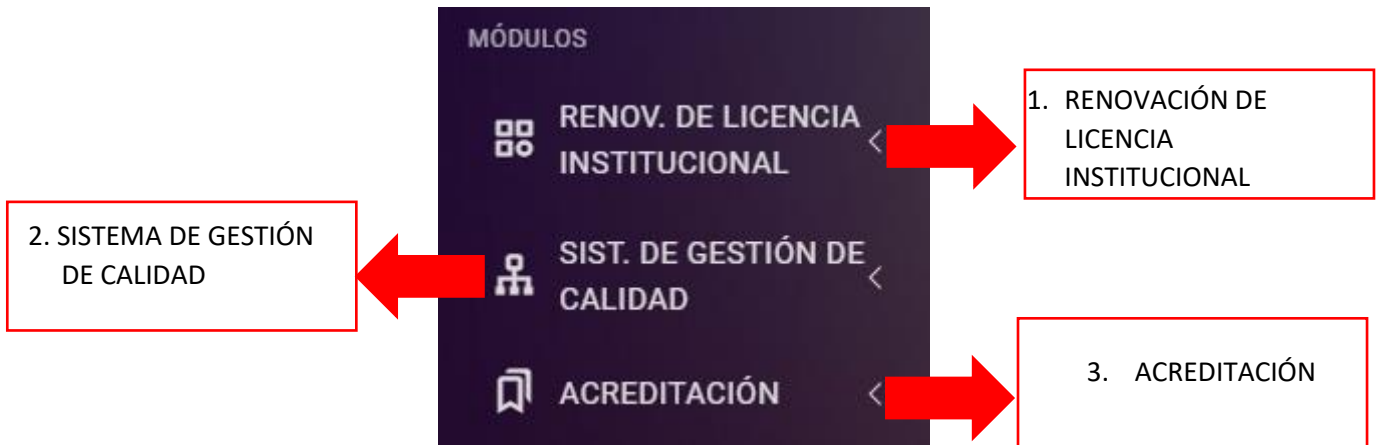 MÓDULOS
RENOV. DE LICENCIA
INSTITUCIONAL
1. RENOVACIÓN DE
LICENCIA
INSTITUCIONAL
2. SISTEMA DE GESTIÓN
DE CALIDAD
SIST. DE GESTIÓN DE
CALIDAD
ACREDITACIÓN
3. ACREDITACIÓN